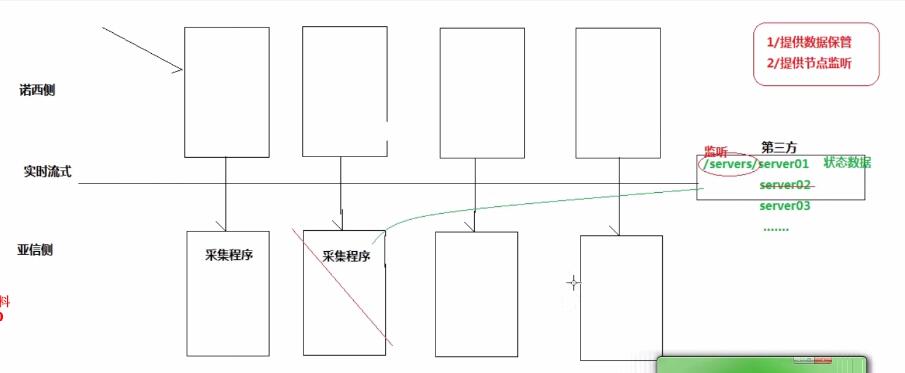 1/提供数据保管
2/提供节点监听
诺西侧
实时流式
第三方
监听
/servers/server01 状态数据
server02
server03
.......
亚信侧
采集程序
采集程序
料